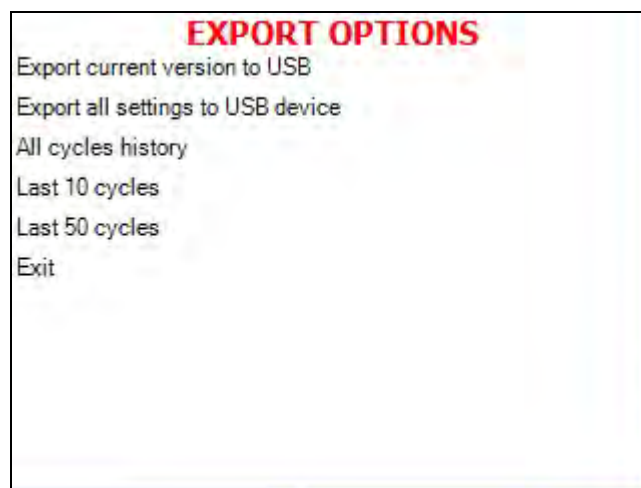 EXPORT OPTIONS
Export current version to USB
Export all settings to USB device
All cycles history
Last 10 cycles
Last 50 cycles
Exit